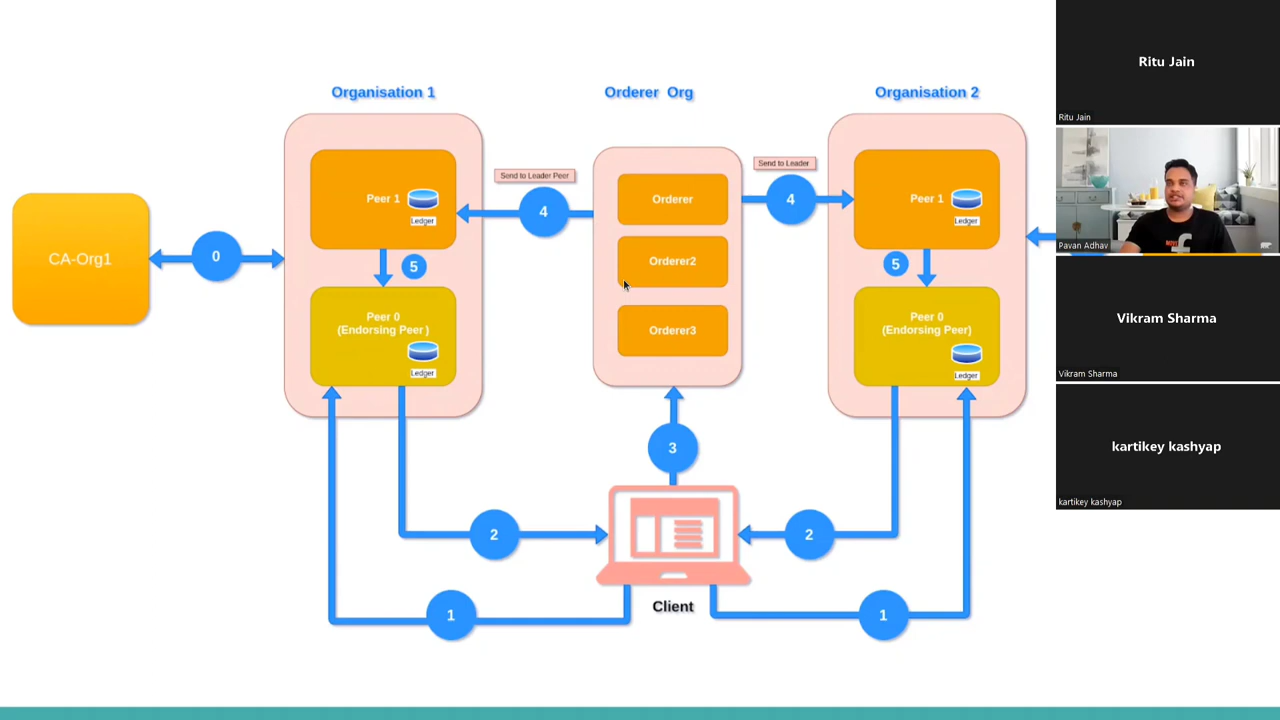 Organisation 1
Orderer Org
Organisation 2
CA-Org1
0
Peer 1
Ledger
5
Peer 0
(Endorsing Peer)
Ledger
Send to Leader Peer
4
Orderer
Orderer2
Orderer3
Send to Leader
4
Peer 1
Ledger
5
Peer 0
(Endorsing Peer)
Ledger
3
2
2
1
1
Client
Ritu Jain
Ritu Jain
Pavan Adhav
Vikram Sharma
Vikram Sharma
kartikey kashyap
kartikey kashyap